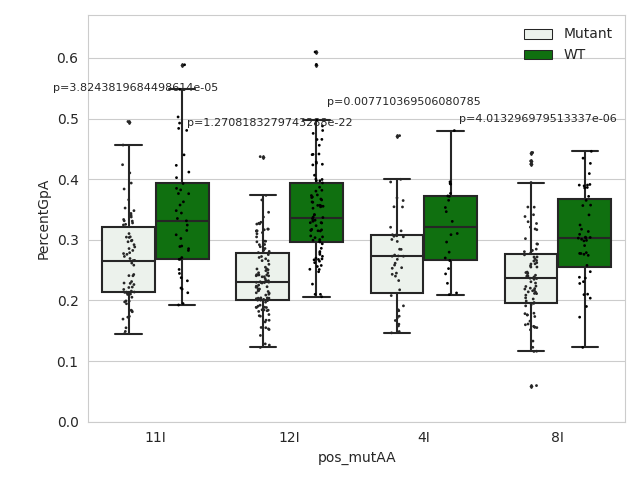 Mutant
WT
0.6
p=3.8243819684498614e-05
p=0.007710369506080785
0.5
p=1.2708183279743288e-22
p=4.013296979513337e-06
0.4
0.3
0.2
0.1
0.0
PercentGpA
11I 12I 4I 8I
pos_mutAA